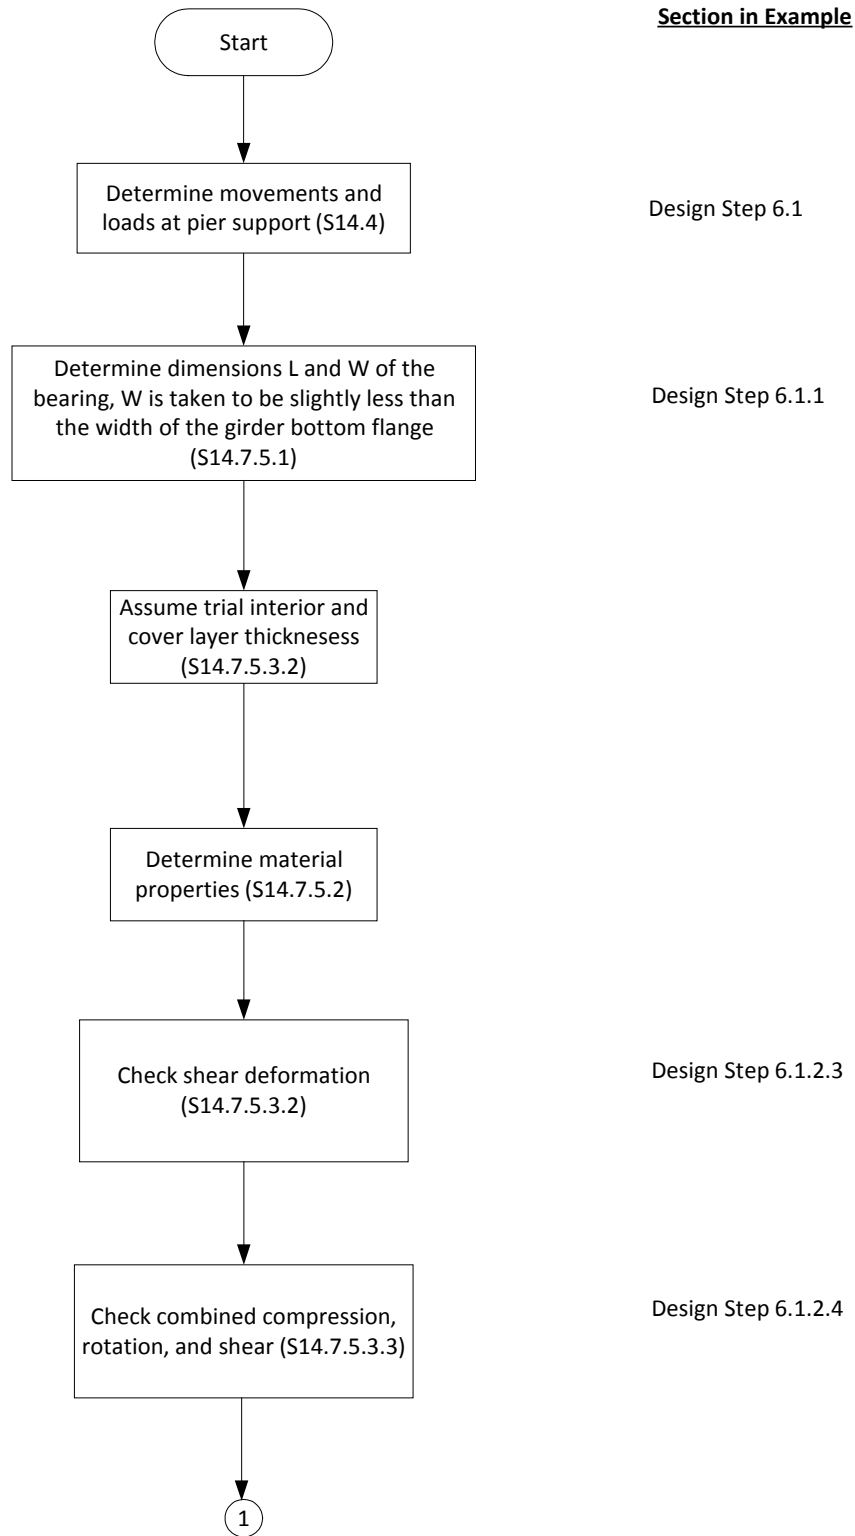 Section in Example
Start
Determine movements and
loads at pier support (S14.4)
Design Step 6.1
Determine dimensions L and W of the
bearing, W is taken to be slightly less than
the width of the girder bottom flange
(S14.7.5.1)
Design Step 6.1.1
Assume trial interior and
cover layer thicknesess
(S14.7.5.3.2)
Determine material
properties (S14.7.5.2)
Check shear deformation
(S14.7.5.3.2)
Design Step 6.1.2.3
Check combined compression,
rotation, and shear (S14.7.5.3.3)
Design Step 6.1.2.4
1